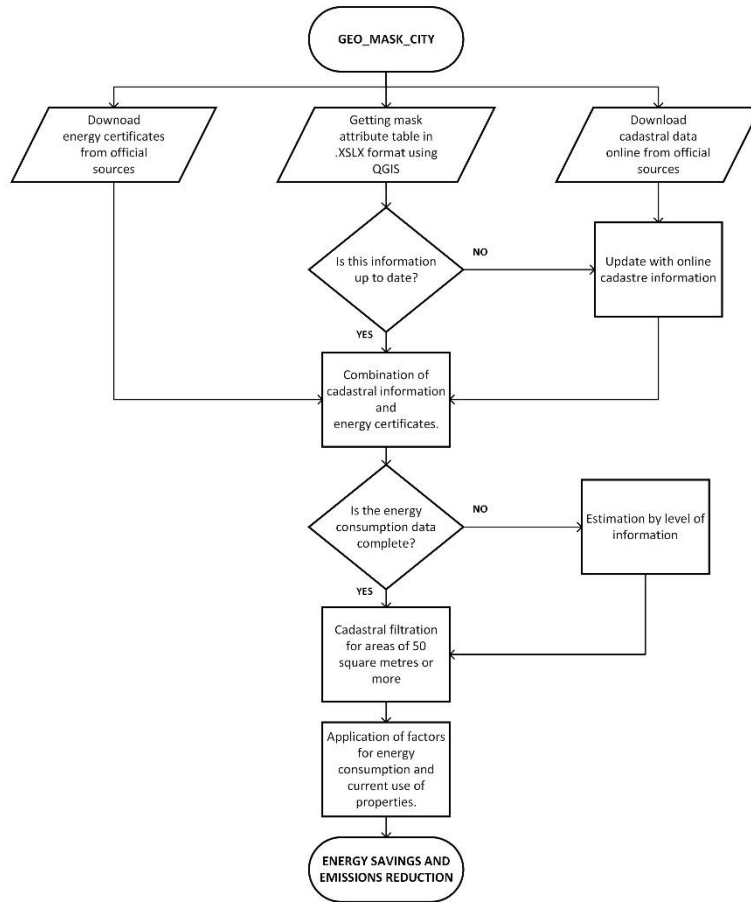 GEO_MASK_CITY
Downoad
energy certificates
from official
sources
Getting mask
attribute table in
.XSLX format using
QGIS
Download
cadastral data
online from official
sources
Is this information
up to date?
NO
Update with online
cadastre information
YES
Combination of
cadastral information
and
energy certificates.
Is the energy
consumption data
complete?
NO
Estimation by level of
information
YES
Cadastral filtration
for areas of 50
square metres or
more
Application of factors
for energy
consumption and
current use of
properties.
ENERGY SAVINGS AND
EMISSIONS REDUCTION